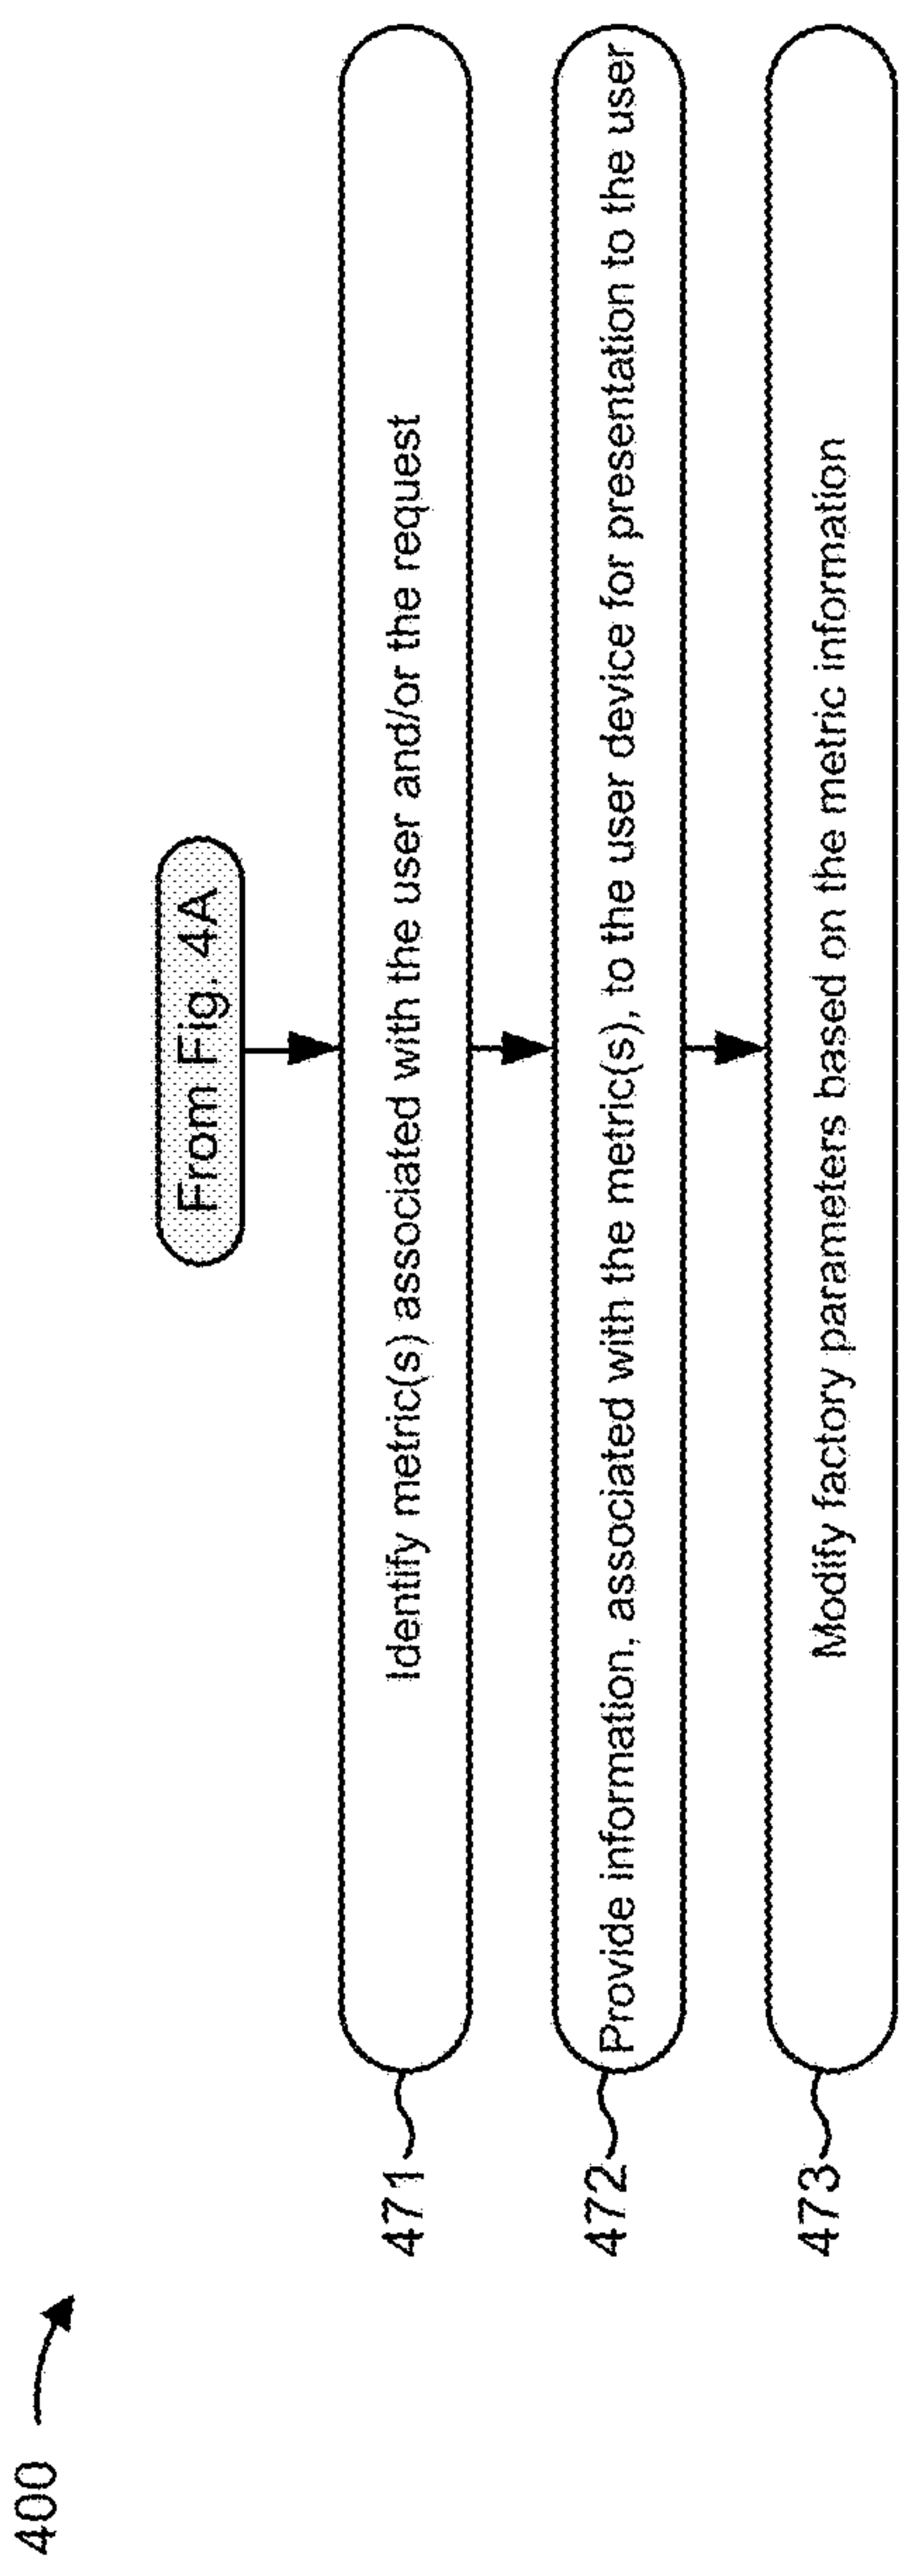 400
From Fig. 4A
471
Identify metric(s) associated with the user and/or the request
472
Provide information, associated with the metric(s), to the user device for presentation to the user
473
Modify factory parameters based on the metric information